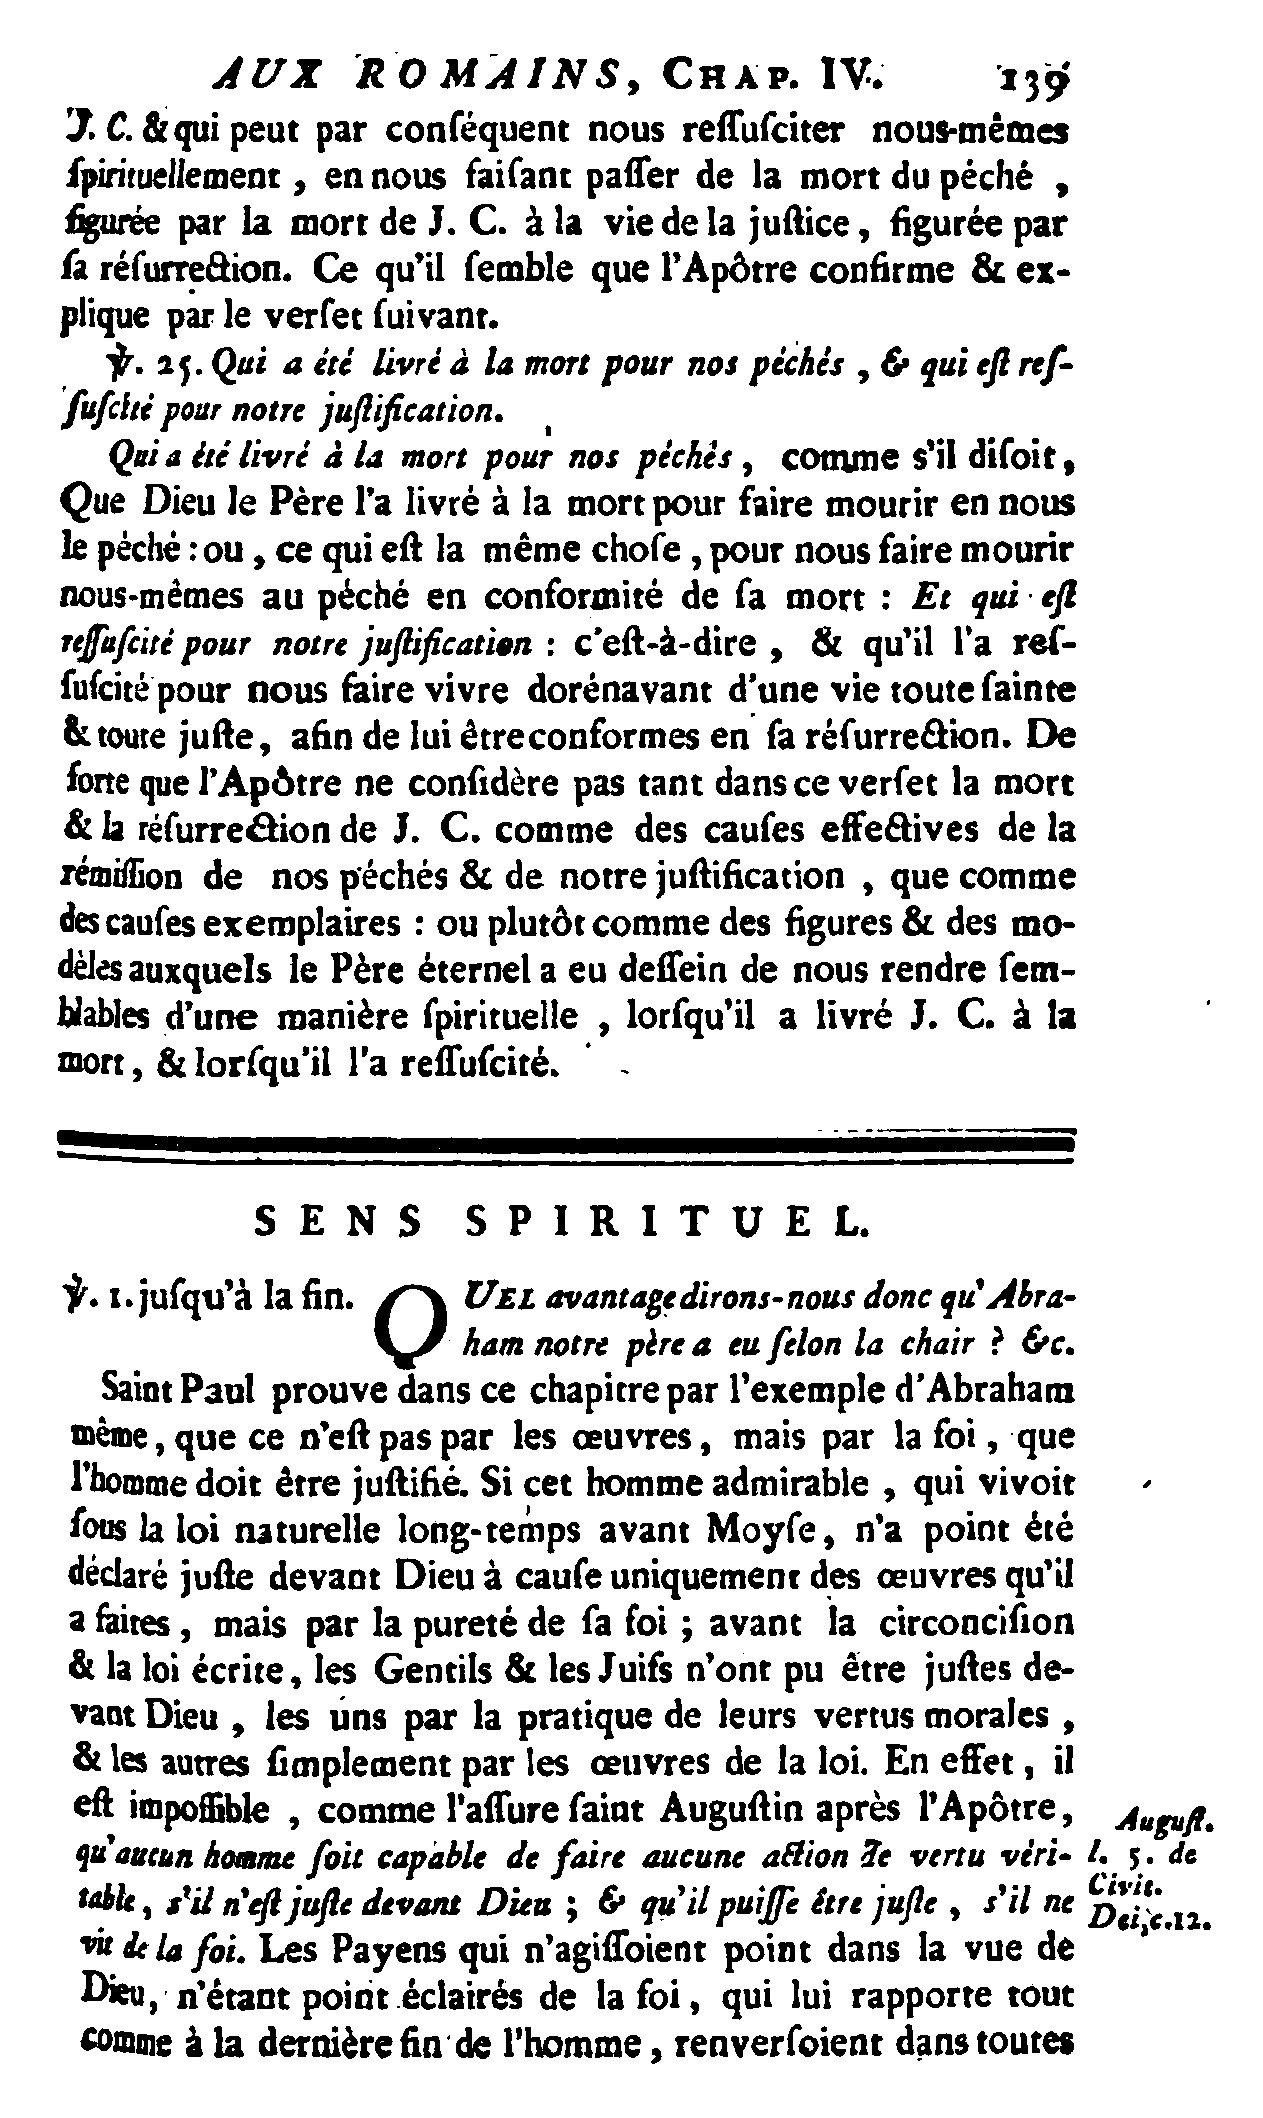 AUX ROMAINS, CHAP. IV. 139
J. C. & qui peut par conſéquent nous reſſuſciter nous-mêmes
ſpirituellement , en nous faiſant paſſer de la mort du péché ,
figurée par la mort de J. C. à la vie de la juſtice , figurée par
ſa réſurrection. Ce qu'il ſemble que l'Apôtre confirme & ex-
plique par le verſet ſuivant.
℣. 25. Qui a été livré à la mort pour nos péchés , & qui eſt reſ-
ſuſcité pour notre juſtification.
Qui a été livré à la mort pour nos péchés , comme s'il diſoit,
Que Dieu le Père l'a livré à la mort pour faire mourir en nous
le péché : ou , ce qui eſt la même choſe , pour nous faire mourir
nous-mêmes au péché en conformité de ſa mort : Et qui eſt
reſſuſcité pour notre juſtification : c'eſt-à-dire , & qu'il l'a reſ-
ſuſcité pour nous faire vivre dorénavant d'une vie toute ſainte
& toute juſte , afin de lui être conformes en ſa réſurrection. De
ſorte que l'Apôtre ne conſidère pas tant dans ce verſet la mort
& la réſurrection de J. C. comme des cauſes effectives de la
rémiſſion de nos péchés & de notre juſtification , que comme
des cauſes exemplaires : ou plutôt comme des figures & des mo-
dèles auxquels le Père éternel a eu deſſein de nous rendre ſem-
blables d'une manière ſpirituelle , lorſqu'il a livré J. C. à la
mort , & lorſqu'il l'a reſſuſcité.
SENS SPIRITUEL.
℣. 1. juſqu'à la fin. QUEL avantage dirons-nous donc qu'Abra-
ham notre père a eu ſelon la chair ? &c.
Saint Paul prouve dans ce chapitre par l'exemple d'Abraham
même , que ce n'eſt pas par les œuvres , mais par la foi , que
l'homme doit être juſtifié. Si cet homme admirable , qui vivoit
ſous la loi naturelle long-temps avant Moyſe , n'a point été
déclaré juſte devant Dieu à cauſe uniquement des œuvres qu'il
a faites , mais par la pureté de ſa foi ; avant la circonciſion
& la loi écrite , les Gentils & les Juifs n'ont pu être juſtes de-
vant Dieu , les uns par la pratique de leurs vertus morales ,
& les autres ſimplement par les œuvres de la loi. En effet , il
eſt impoſſible , comme l'aſſure ſaint Auguſtin après l'Apôtre ,
qu'aucun homme ſoit capable de faire aucune action de vertu véri-
table , s'il n'eſt juſte devant Dieu ; & qu'il puiſſe être juſte , s'il ne
vit de la foi. Les Payens qui n'agiſſoient point dans la vue de
Dieu , n'étant point éclairés de la foi , qui lui rapporte tout
comme à la dernière fin de l'homme , renverſoient dans toutes
Auguſt.
l. 5. de
Civit.
Dei, c. 12.